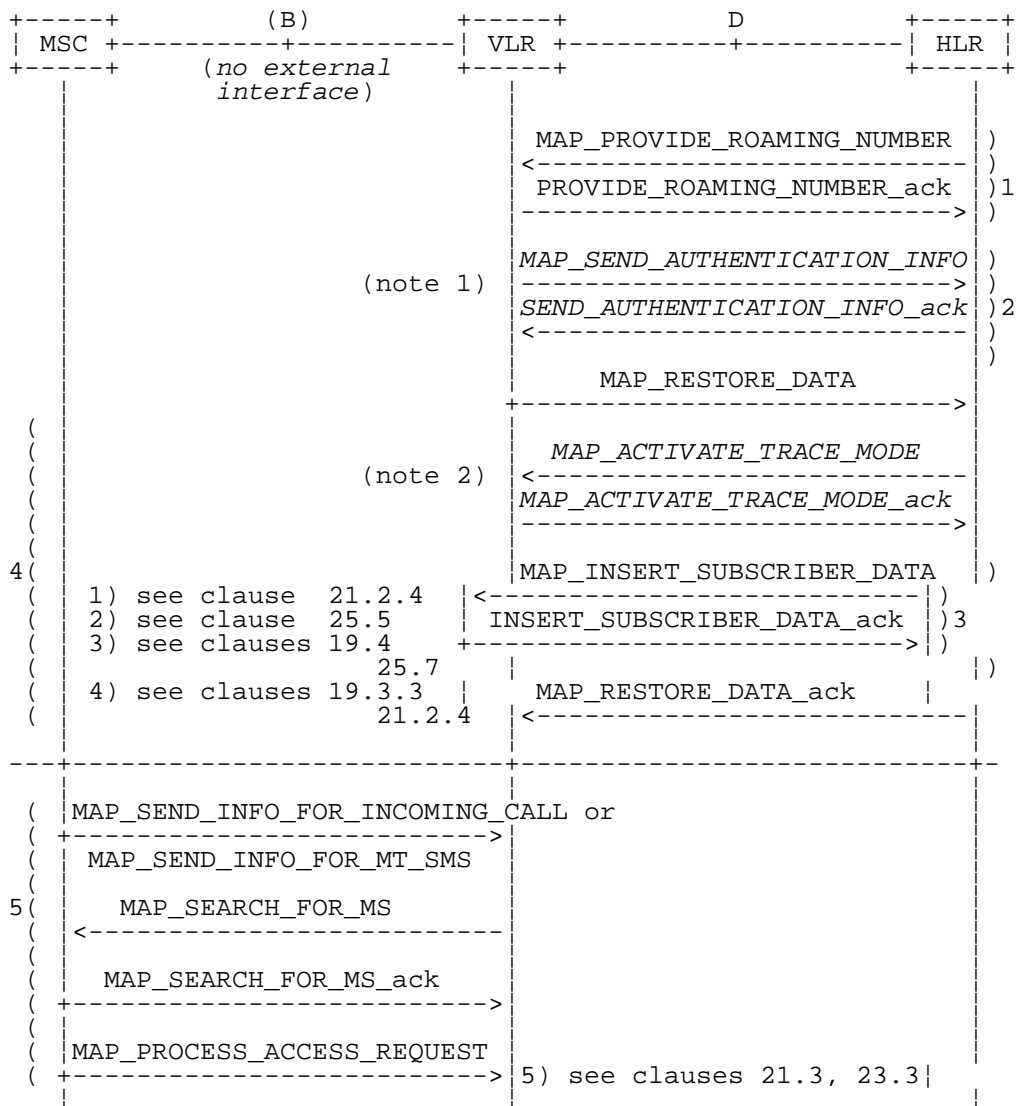 (B) D
MSC VLR HLR
(no external
interface)
MAP_PROVIDE_ROAMING_NUMBER )
)
PROVIDE_ROAMING_NUMBER_ack )1
)
MAP_SEND_AUTHENTICATION_INFO )
(note 1) )
SEND_AUTHENTICATION_INFO_ack )2
)
)
MAP_RESTORE_DATA
(
( MAP_ACTIVATE_TRACE_MODE
( (note 2)
( MAP_ACTIVATE_TRACE_MODE_ack
(
(
4( MAP_INSERT_SUBSCRIBER_DATA )
( 1) see clause 21.2.4 )
( 2) see clause 25.5 INSERT_SUBSCRIBER_DATA_ack )3
( 3) see clauses 19.4 )
( 25.7 )
( 4) see clauses 19.3.3 MAP_RESTORE_DATA_ack
( 21.2.4
( MAP_SEND_INFO_FOR_INCOMING_CALL or
(
( MAP_SEND_INFO_FOR_MT_SMS
(
5( MAP_SEARCH_FOR_MS
(
(
( MAP_SEARCH_FOR_MS_ack
(
(
( MAP_PROCESS_ACCESS_REQUEST
( 5) see clauses 21.3, 23.3